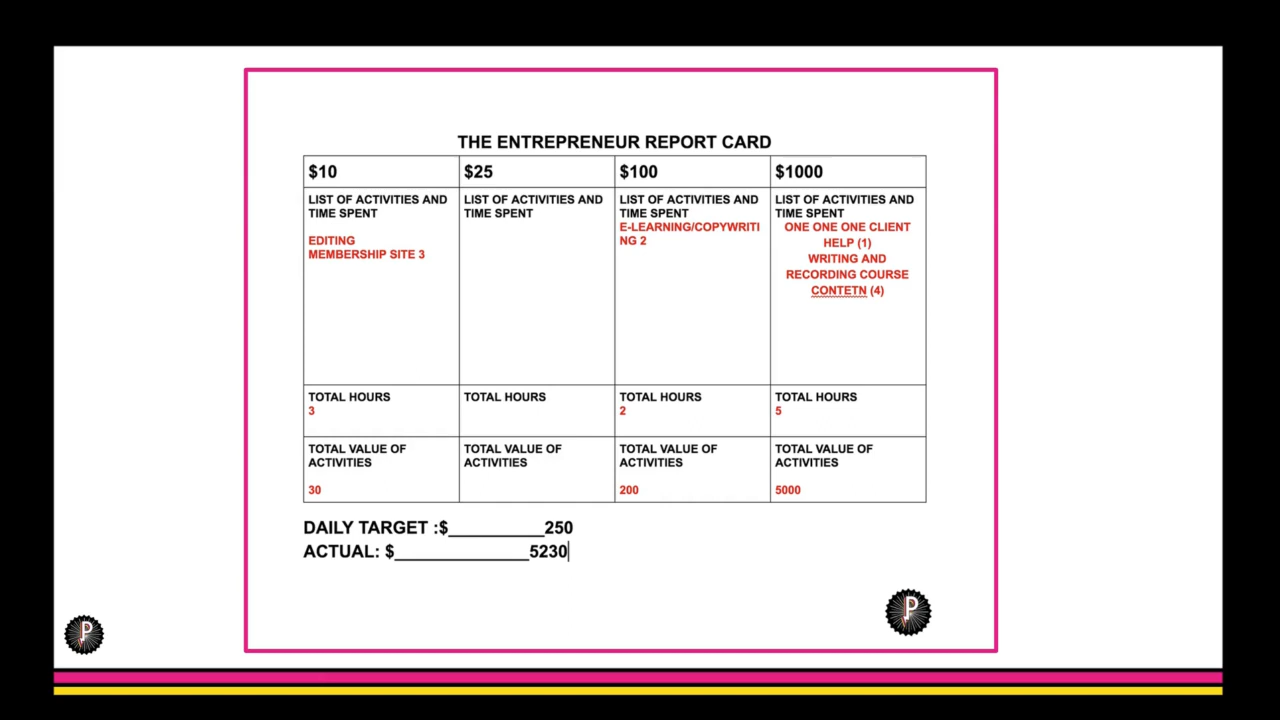 THE ENTREPRENEUR REPORT CARD
$10
$25
$100
$1000
LIST OF ACTIVITIES AND
TIME SPENT
EDITING
MEMBERSHIP SITE 3
LIST OF ACTIVITIES AND
TIME SPENT
LIST OF ACTIVITIES AND
TIME SPENT
E-LEARNING/COPYWRITI
NG 2
LIST OF ACTIVITIES AND
TIME SPENT
ONE ONE ONE CLIENT
HELP (1)
WRITING AND
RECORDING COURSE
CONTETN (4)
TOTAL HOURS
3
TOTAL HOURS
TOTAL HOURS
2
TOTAL HOURS
5
TOTAL VALUE OF
ACTIVITIES
30
TOTAL VALUE OF
ACTIVITIES
TOTAL VALUE OF
ACTIVITIES
200
TOTAL VALUE OF
ACTIVITIES
5000
DAILY TARGET :$__________250
ACTUAL: $______________5230
P
P